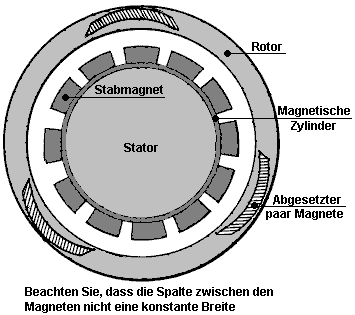 Rotor
Stabmagnet
Magnetische
Zylinder
Stator
Abgesetzter
paar Magnete
Beachten Sie, dass die Spalte zwischen den
Magneten nicht eine konstante Breite